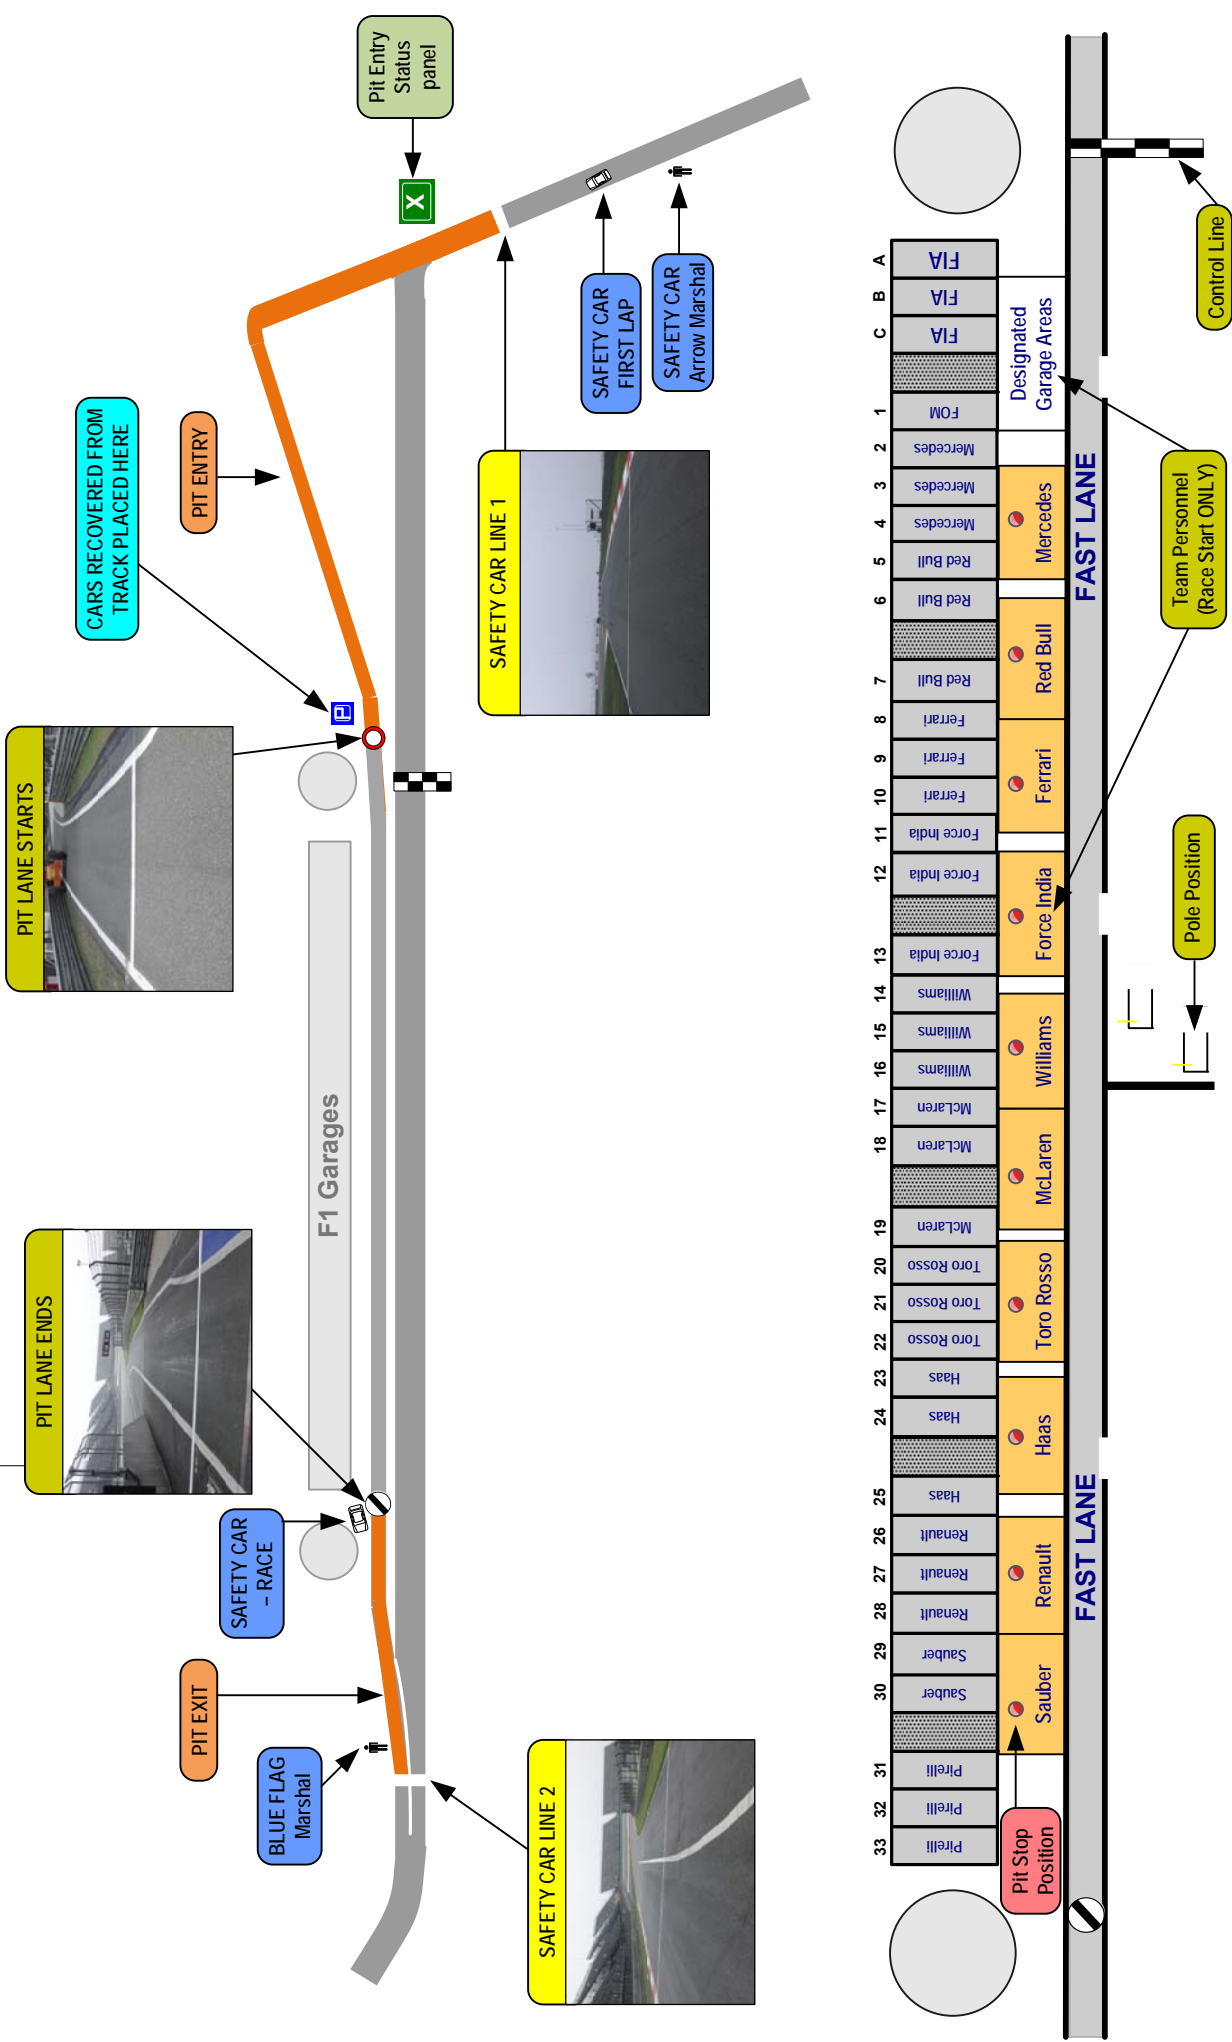 Pit Entry
Status
panel
X
CARS RECOVERED FROM
TRACK PLACED HERE
PIT ENTRY
PIT LANE STARTS
P
SAFETY CAR
FIRST LAP
SAFETY CAR
Arrow Marshal
SAFETY CAR LINE 1
F1 Garages
PIT LANE ENDS
SAFETY CAR
– RACE
PIT EXIT
BLUE FLAG
Marshal
SAFETY CAR LINE 2
A
FIA
B
FIA
C
FIA
1
FOM
2
Mercedes
3
Mercedes
4
Mercedes
5
Red Bull
6
Red Bull
7
Red Bull
8
Ferrari
9
Ferrari
10
Ferrari
11
Force India
12
Force India
13
Force India
14
Williams
15
Williams
16
Williams
17
McLaren
18
McLaren
19
McLaren
20
Toro Rosso
21
Toro Rosso
22
Toro Rosso
23
Haas
24
Haas
25
Haas
26
Renault
27
Renault
28
Renault
29
Sauber
30
Sauber
31
Pirelli
32
Pirelli
33
Pirelli
Designated
Garage Areas
Mercedes
Red Bull
Ferrari
Force India
Williams
McLaren
Toro Rosso
Haas
Renault
Sauber
Pit Stop
Position
FAST LANE
FAST LANE
Control Line
Team Personnel
(Race Start ONLY)
Pole Position